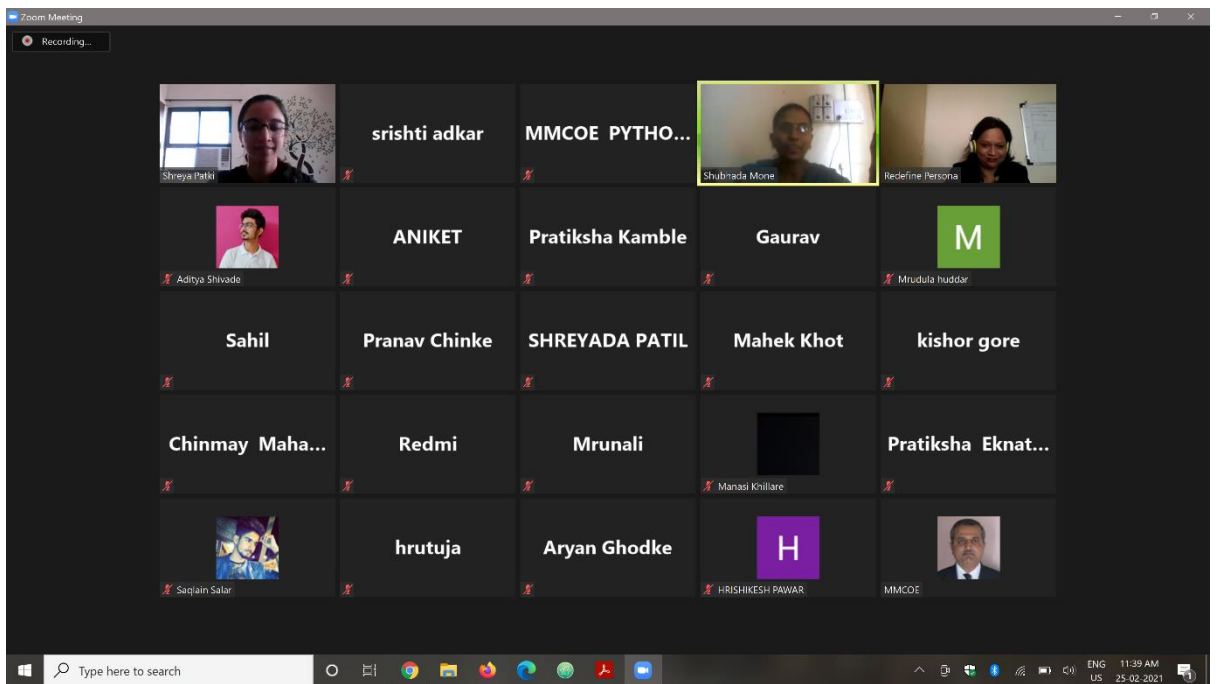 Zoom Meeting
Recording...
Shreya Patki
srishti adkar
MMCOE PYTHO...
Shubhada Mone
Redefine Persona
Aditya Shivade
ANIKET
Pratiksha Kamble
Gaurav
M
Mrudula huddar
Sahil
Pranav Chinke
SHREYADA PATIL
Mahek Khot
kishor gore
Chinmay Maha...
Redmi
Mrunali
Manasi Khillare
Pratiksha Eknat...
Saqlain Salar
hrutuja
Aryan Ghodke
H
HRISHIKESH PAWAR
MMCOE
Type here to search
ENG
US
11:39 AM
25-02-2021
1